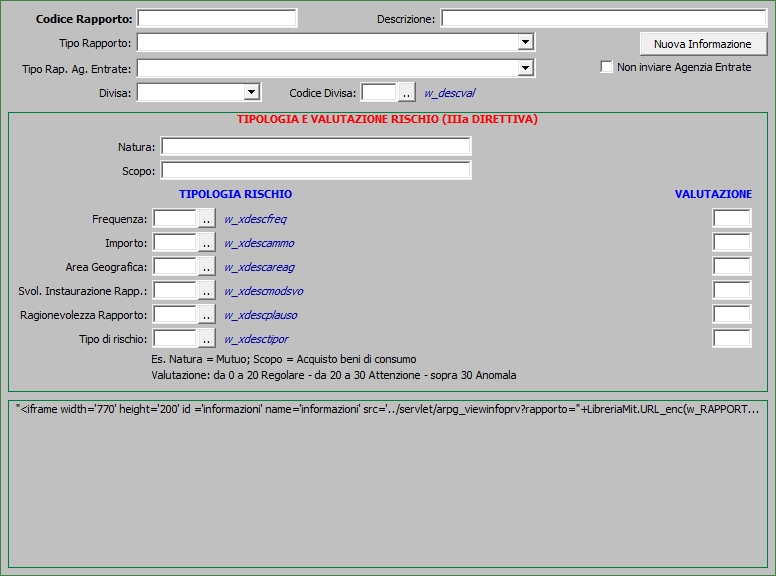 Codice Rapporto: Descrizione:
Tipo Rapporto: Nuova Informazione
Tipo Rap. Ag. Entrate: Non inviare Agenzia Entrate
Divisa: Codice Divisa: .. w_descval
TIPOLOGIA E VALUTAZIONE RISCHIO (IIIa DIRETTIVA)
Natura:
Scopo:
TIPOLOGIA RISCHIO VALUTAZIONE
Frequenza: .. w_xdescfreq
Importo: .. w_xdescammo
Area Geografica: .. w_xdescareag
Svol. Instaurazione Rapp.: .. w_xdescmodsvo
Ragionevolezza Rapporto: .. w_xdescplauso
Tipo di rischio: .. w_xdesctipor
Es. Natura = Mutuo; Scopo = Acquisto beni di consumo
Valutazione: da 0 a 20 Regolare - da 20 a 30 Attenzione - sopra 30 Anomala
"<iframe width='770' height='200' id ='informazioni' name='informazioni' src='../servlet/arpg_viewinfoprv?rapporto="+LibreriaMit.URL_enc(w_RAPPORT...